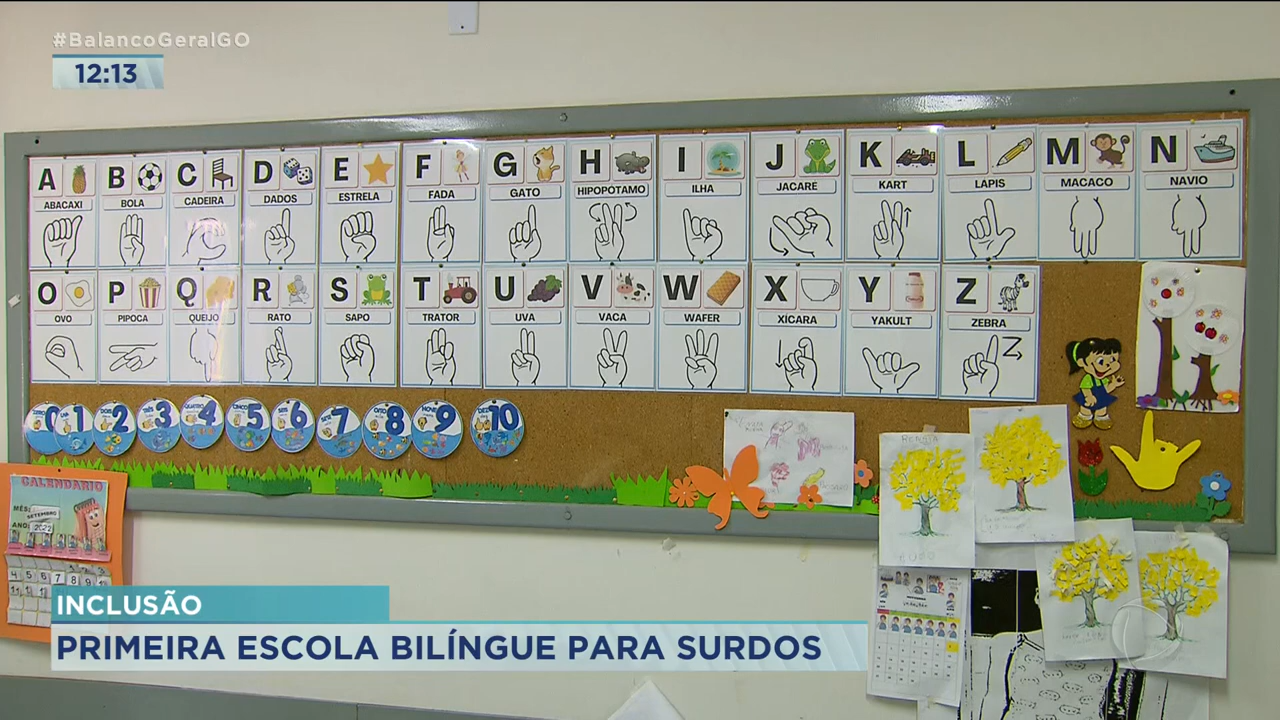 #BalancoGeralGO
12:13
A
ABACAXI
B
BOLA
C
CADEIRA
D
DADOS
E
ESTRELA
F
FADA
G
GATO
H
HIPOPÓTAMO
I
ILHA
J
JACARÉ
K
KART
L
LAPIS
M
MACACO
N
NAVIO
O
OVO
P
PIPOCA
Q
QUEIJO
R
RATO
S
SAPO
T
TRATOR
U
UVA
V
VACA
W
WAFER
X
XICARA
Y
YAKULT
Z
ZEBRA
Z
0 1 2 3 4 5 6 7 8 9 10
CALENDARIO
SETEMBRO
INCLUSÃO
PRIMEIRA ESCOLA BILÍNGUE PARA SURDOS